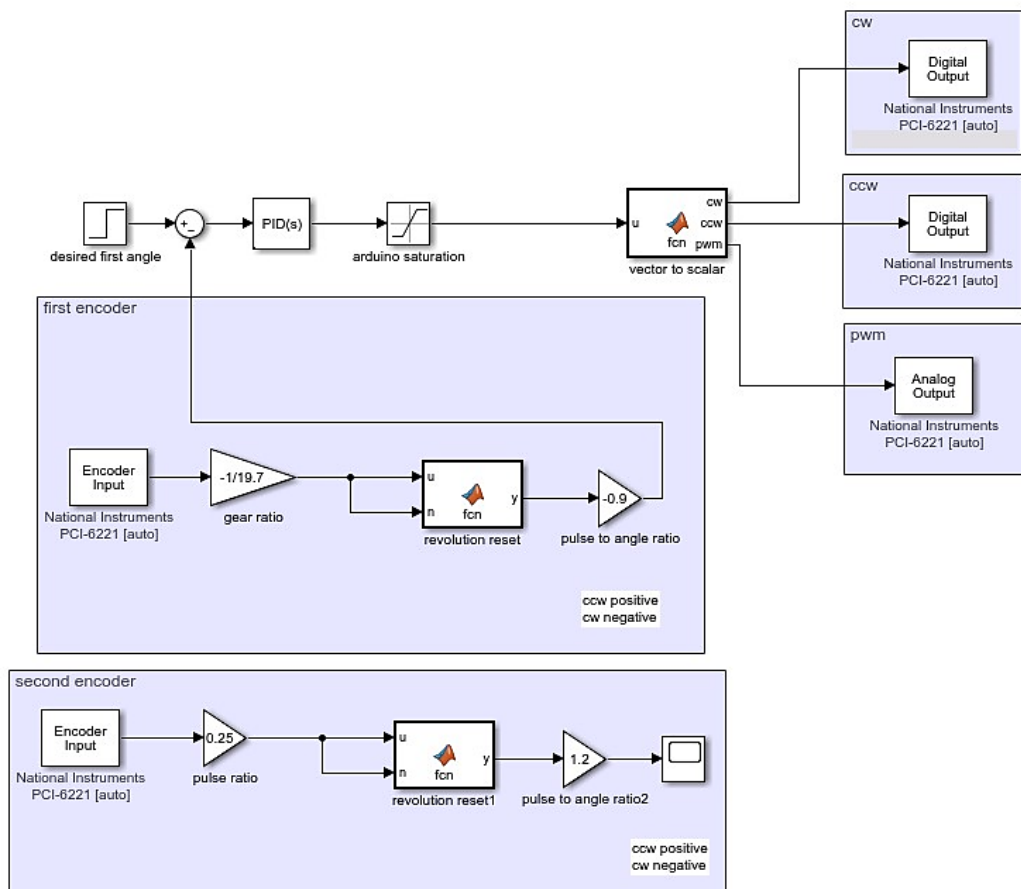 cw
Digital
Output
National Instruments
PCI-6221 [auto]
ccw
Digital
Output
National Instruments
PCI-6221 [auto]
pwm
Analog
Output
National Instruments
PCI-6221 [auto]
desired first angle
+
−
PID(s)
arduino saturation
u
fcn
cw
ccw
pwm
vector to scalar
first encoder
Encoder
Input
National Instruments
PCI-6221 [auto]
-1/19.7
gear ratio
u
n
fcn
y
revolution reset
-0.9
pulse to angle ratio
ccw positive
cw negative
second encoder
Encoder
Input
National Instruments
PCI-6221 [auto]
0.25
pulse ratio
u
n
fcn
y
revolution reset1
1.2
pulse to angle ratio2
ccw positive
cw negative